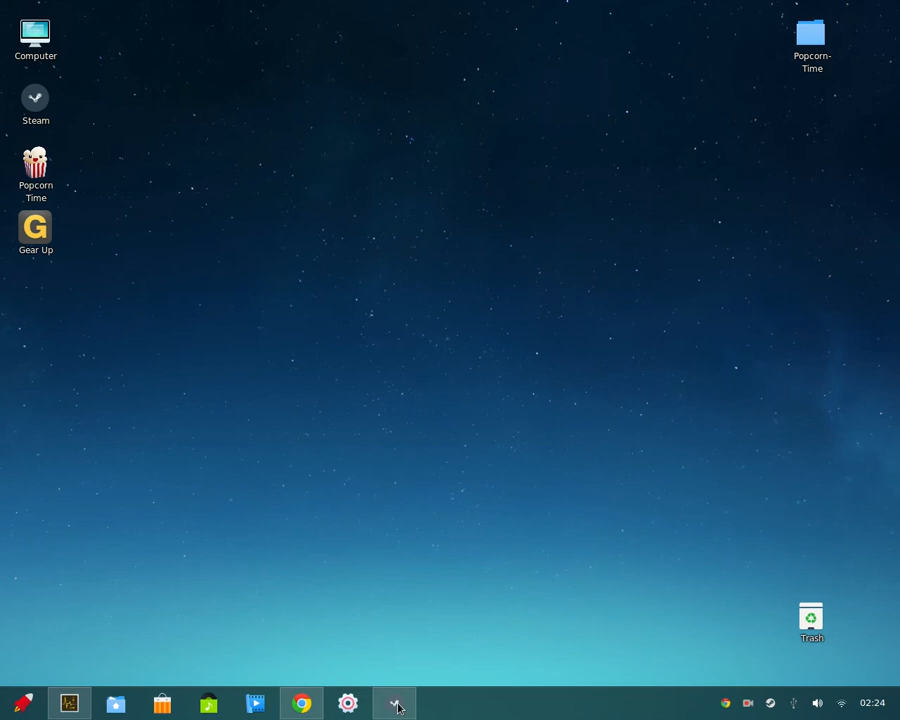 Computer
Steam
Popcorn
Time
G
Gear Up
Popcorn-
Time
Trash
02:24